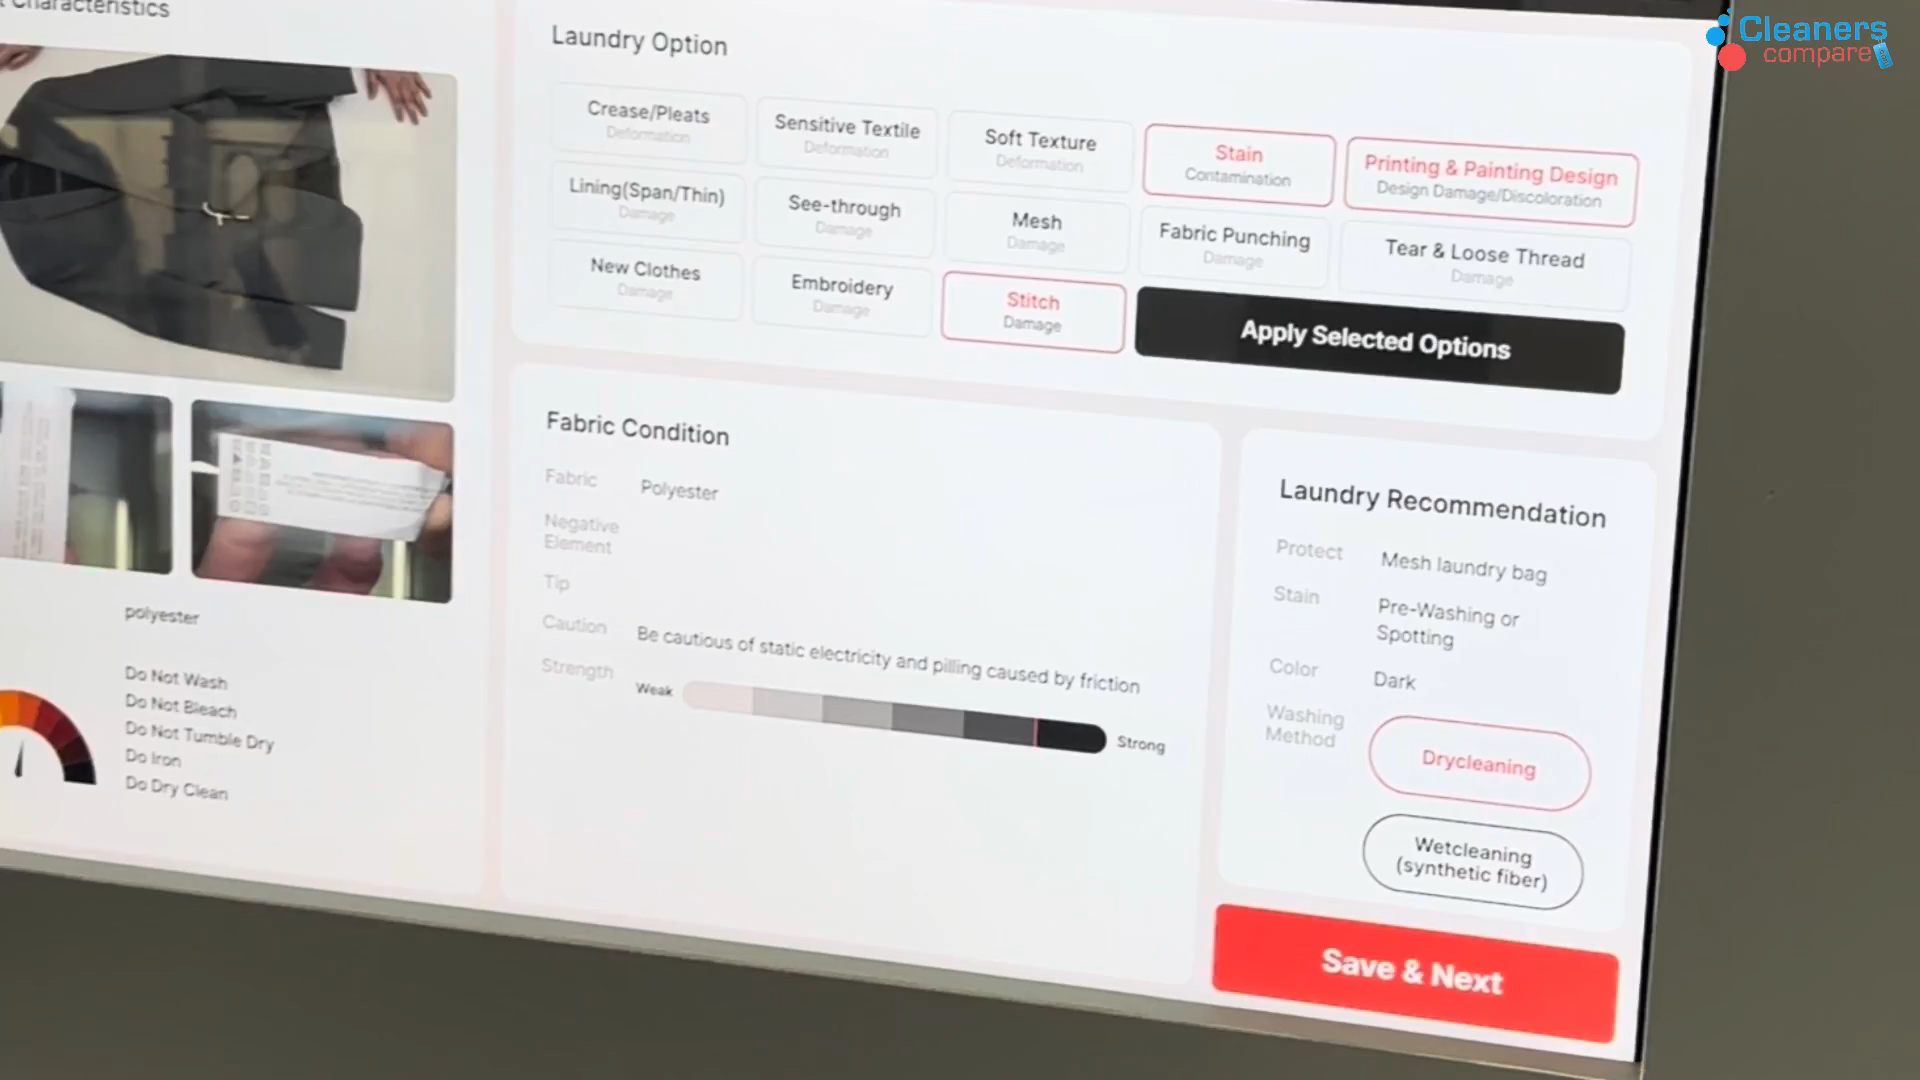 Characteristics
polyester
Do Not Wash
Do Not Bleach
Do Not Tumble Dry
Do Iron
Do Dry Clean
Laundry Option
Crease/Pleats
Deformation
Sensitive Textile
Deformation
Soft Texture
Deformation
Stain
Contamination
Printing & Painting Design
Design Damage/Discoloration
Lining(Span/Thin)
Damage
See-through
Damage
Mesh
Damage
Fabric Punching
Damage
Tear & Loose Thread
Damage
New Clothes
Damage
Embroidery
Damage
Stitch
Damage
Apply Selected Options
Fabric Condition
Fabric Polyester
Negative
Element
Tip
Caution Be cautious of static electricity and pilling caused by friction
Strength Weak Strong
Laundry Recommendation
Protect Mesh laundry bag
Stain Pre-Washing or
Spotting
Color Dark
Washing
Method
Drycleaning
Wetcleaning
(synthetic fiber)
Save & Next
Cleaners
compare